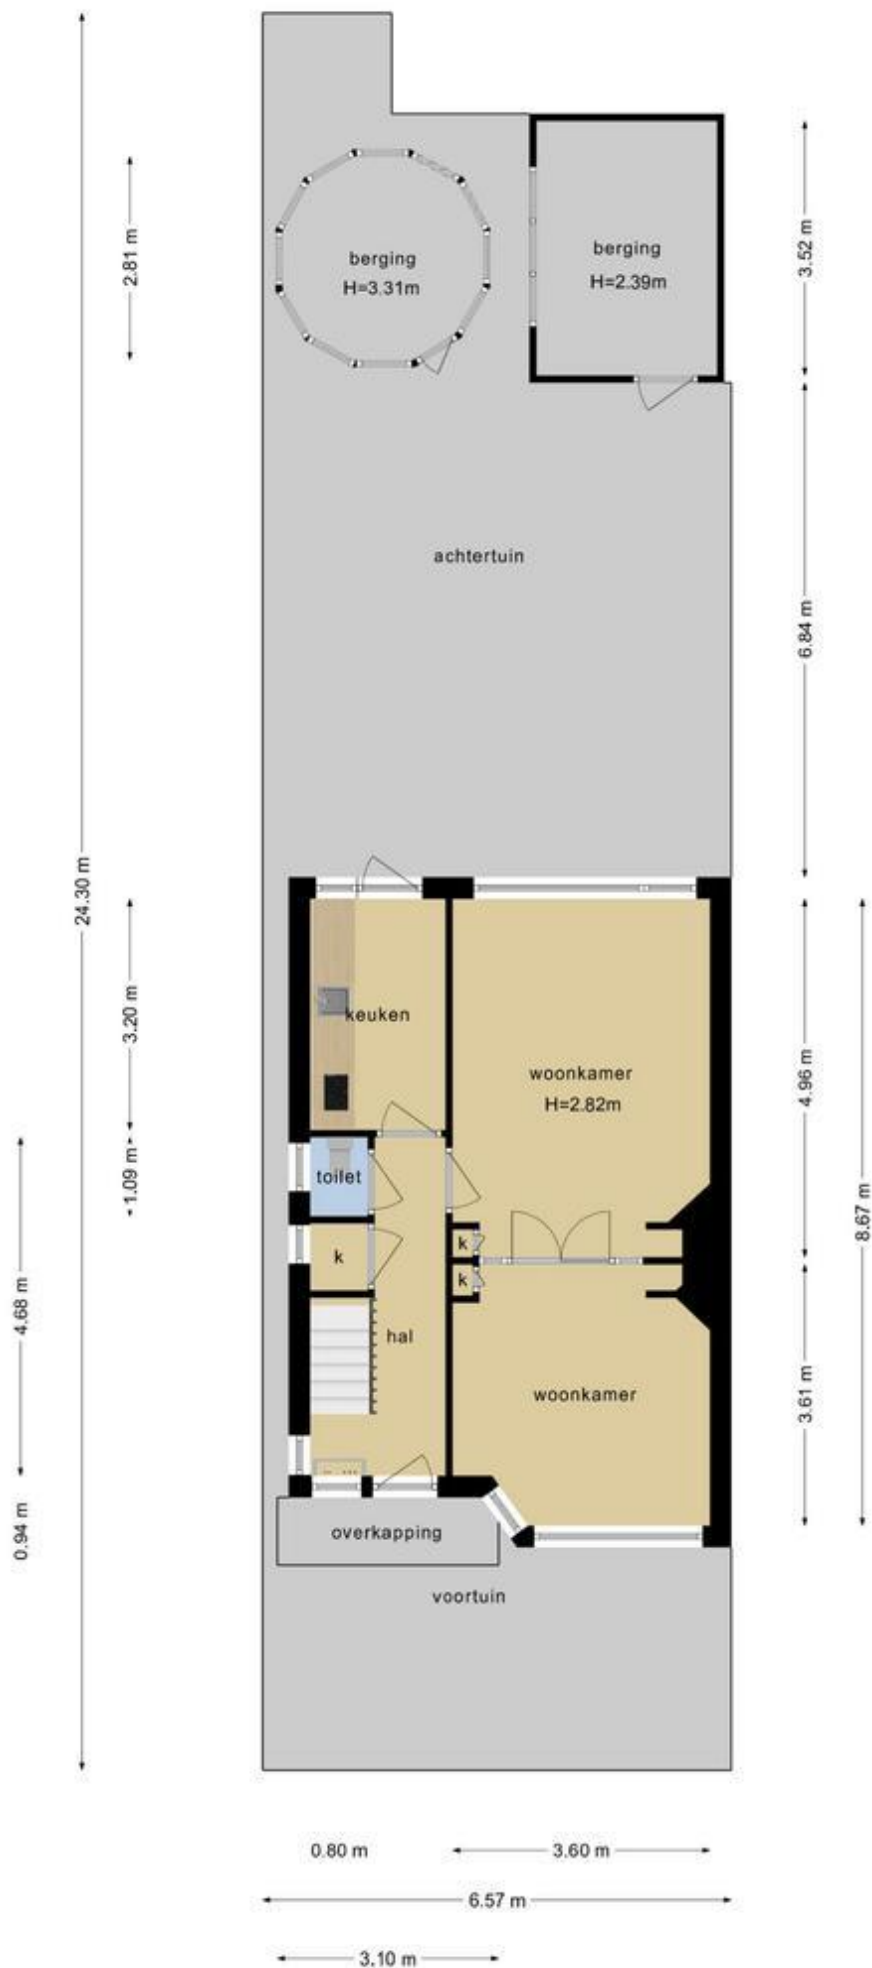 berging
H=3.31m
berging
H=2.39m
2.81 m
3.52 m
achtertuin
6.84 m
24.30 m
keuken
3.20 m
woonkamer
H=2.82m
4.96 m
toilet
1.09 m
8.67 m
k
k
k
4.68 m
hal
woonkamer
3.61 m
0.94 m
overkapping
voortuin
0.80 m
3.60 m
6.57 m
3.10 m